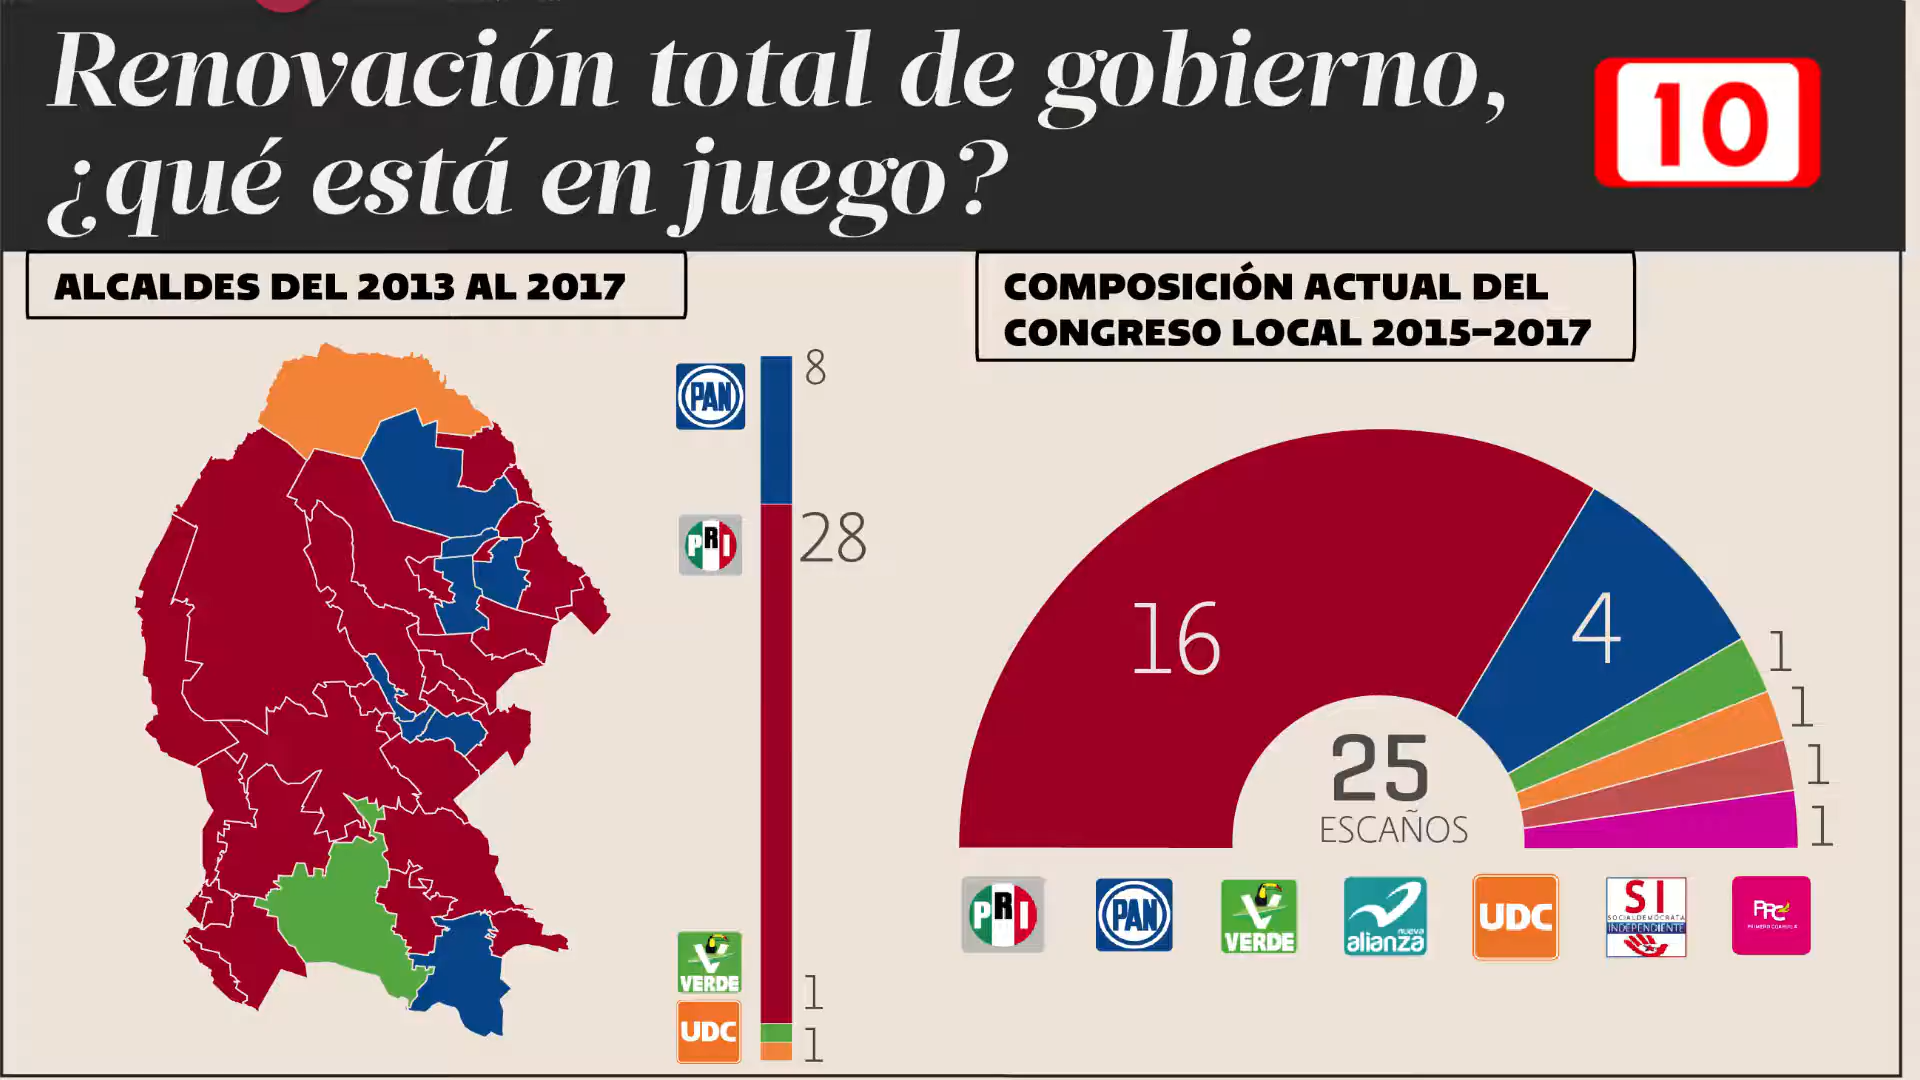 Renovación total de gobierno,
¿qué está en juego?
10
ALCALDES DEL 2013 AL 2017
COMPOSICIÓN ACTUAL DEL
CONGRESO LOCAL 2015-2017
PAN
8
PRI
28
VERDE
1
UDC
1
16
4
1
1
1
1
25
ESCAÑOS
PRI
PAN
VERDE
nueva
alianza
UDC
SI
SOCIALDEMÓCRATA
INDEPENDIENTE
PPC
PRIMERO COAHUILA